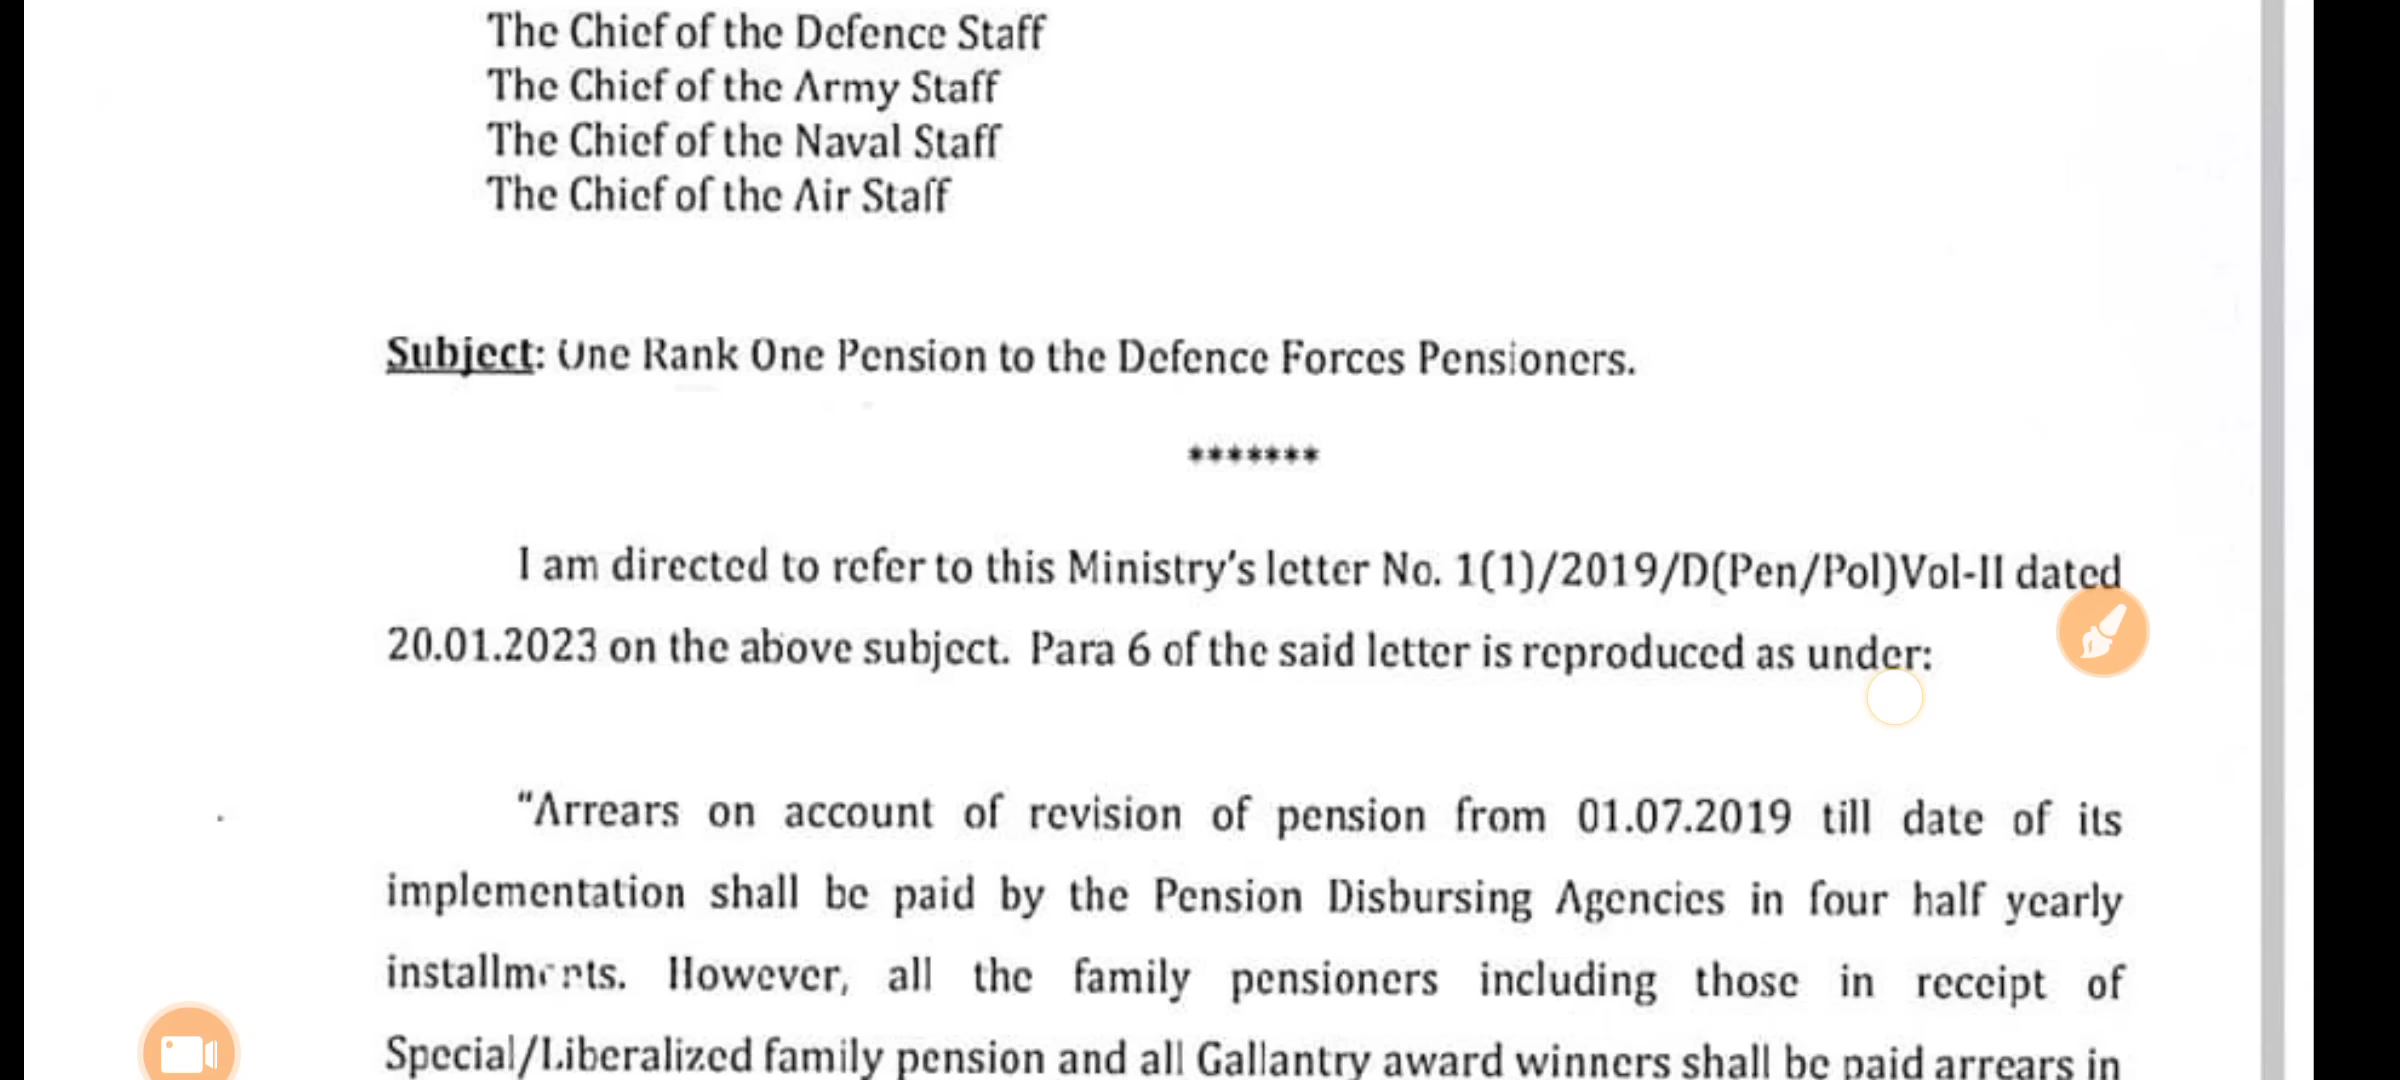 The Chief of the Defence Staff
The Chief of the Army Staff
The Chief of the Naval Staff
The Chief of the Air Staff
Subject: One Rank One Pension to the Defence Forces Pensioners.
*******
I am directed to refer to this Ministry's letter No. 1(1)/2019/D(Pen/Pol)Vol-II dated
20.01.2023 on the above subject. Para 6 of the said letter is reproduced as under:
"Arrears on account of revision of pension from 01.07.2019 till date of its
implementation shall be paid by the Pension Disbursing Agencies in four half yearly
installments. However, all the family pensioners including those in receipt of
Special/Liberalized family pension and all Gallantry award winners shall be paid arrears in